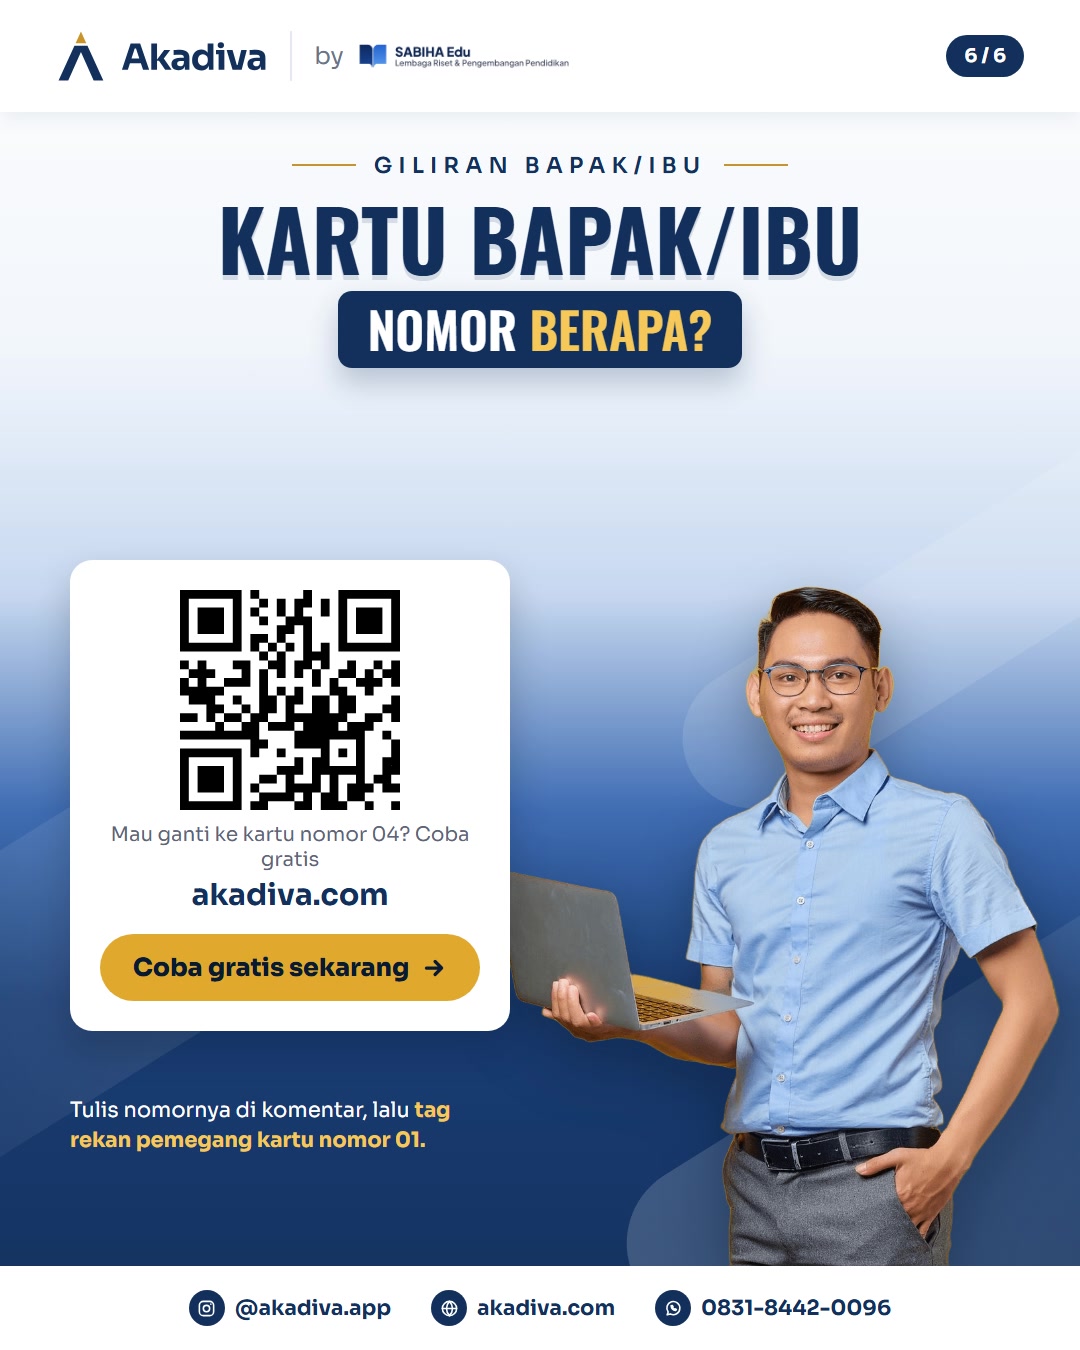 Akadiva
by
SABIHA Edu
Lembaga Riset & Pengembangan Pendidikan
6/6
GILIRAN BAPAK/IBU
KARTU BAPAK/IBU
NOMOR BERAPA?
Mau ganti ke kartu nomor 04? Coba
gratis
akadiva.com
Coba gratis sekarang →
Tulis nomornya di komentar, lalu tag
rekan pemegang kartu nomor 01.
@akadiva.app
akadiva.com
0831-8442-0096